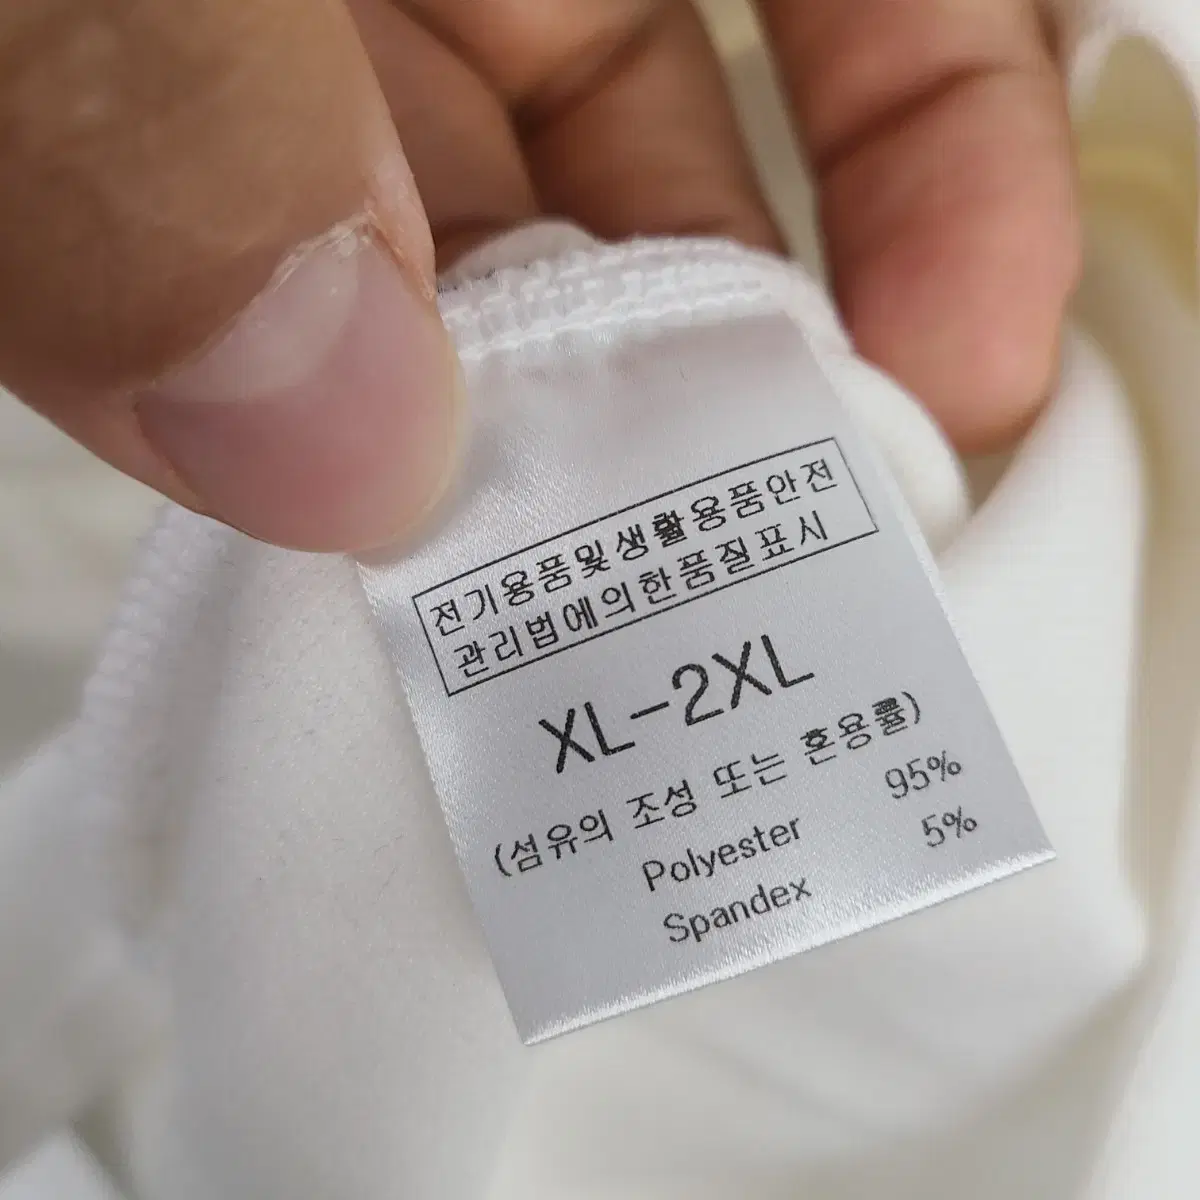 전기용품및생활용품안전
관리법에의한품질표시
XL-2XL
(섬유의 조성 또는 혼용률)
Polyester 95%
Spandex 5%